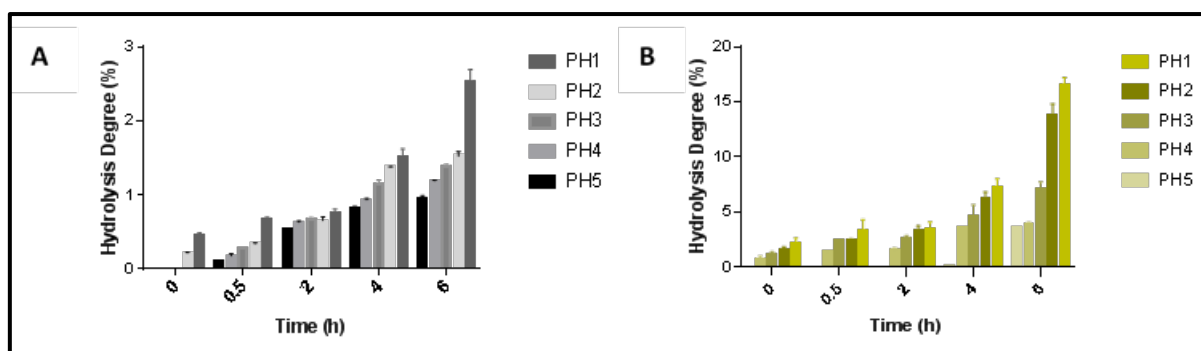 A
Hydrolysis Degree (%)
3
2
1
0
0
0.5
2
4
6
Time (h)
PH1
PH2
PH3
PH4
PH5
B
Hydrolysis Degree (%)
20
15
10
5
0
0
0.5
2
4
6
Time (h)
PH1
PH2
PH3
PH4
PH5